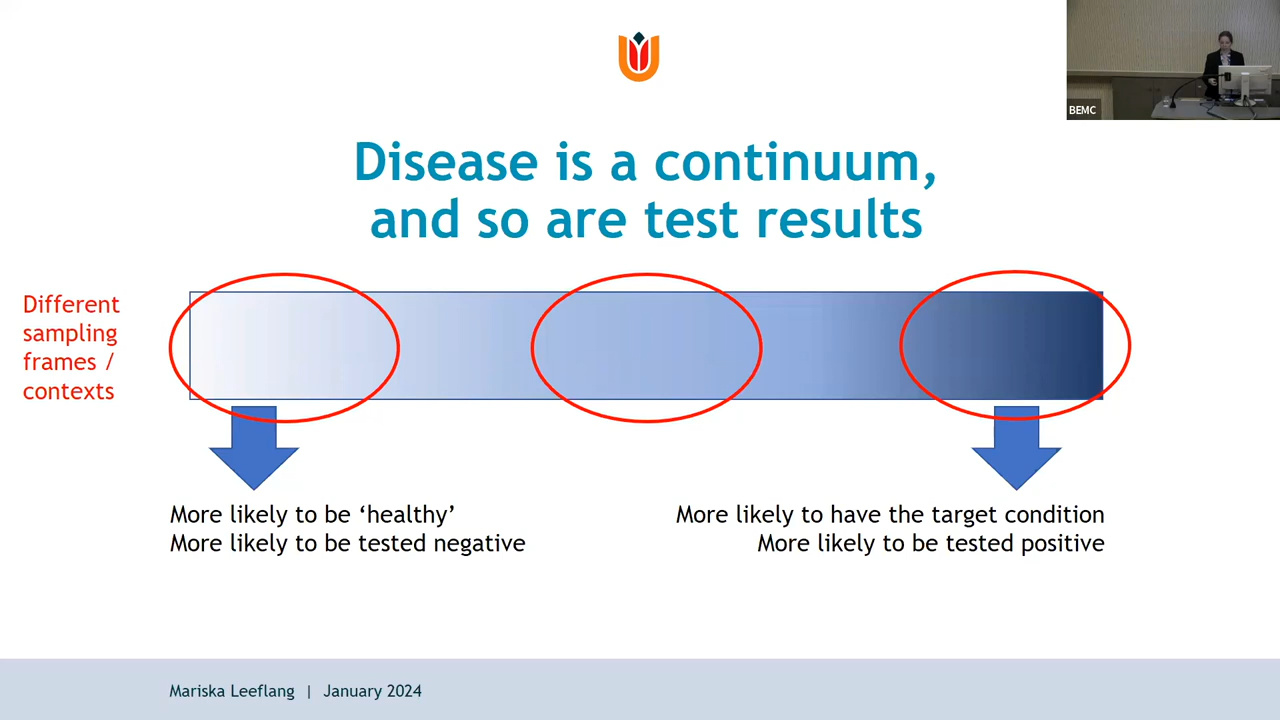 BEMC
Disease is a continuum,
and so are test results
Different
sampling
frames /
contexts
More likely to be ‘healthy’
More likely to be tested negative
More likely to have the target condition
More likely to be tested positive
Mariska Leeflang | January 2024